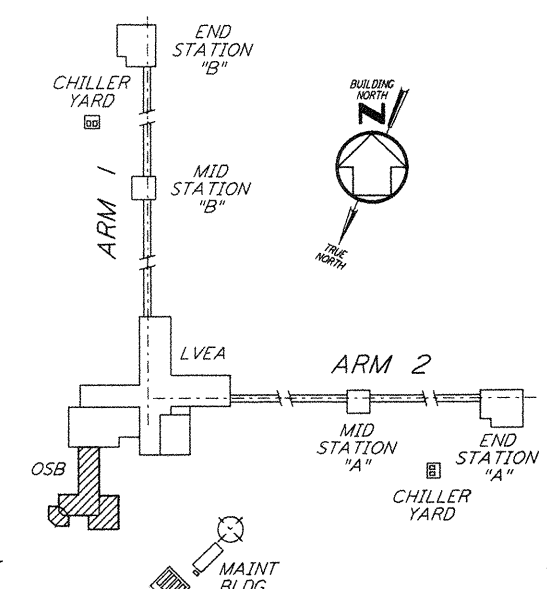 END
STATION
"B"
CHILLER
YARD
BUILDING
NORTH
N
ARM 1
MID
STATION
"B"
TRUE
NORTH
LVEA
ARM 2
MID
STATION
"A"
END
STATION
"A"
OSB
CHILLER
YARD
MAINT
BLDG